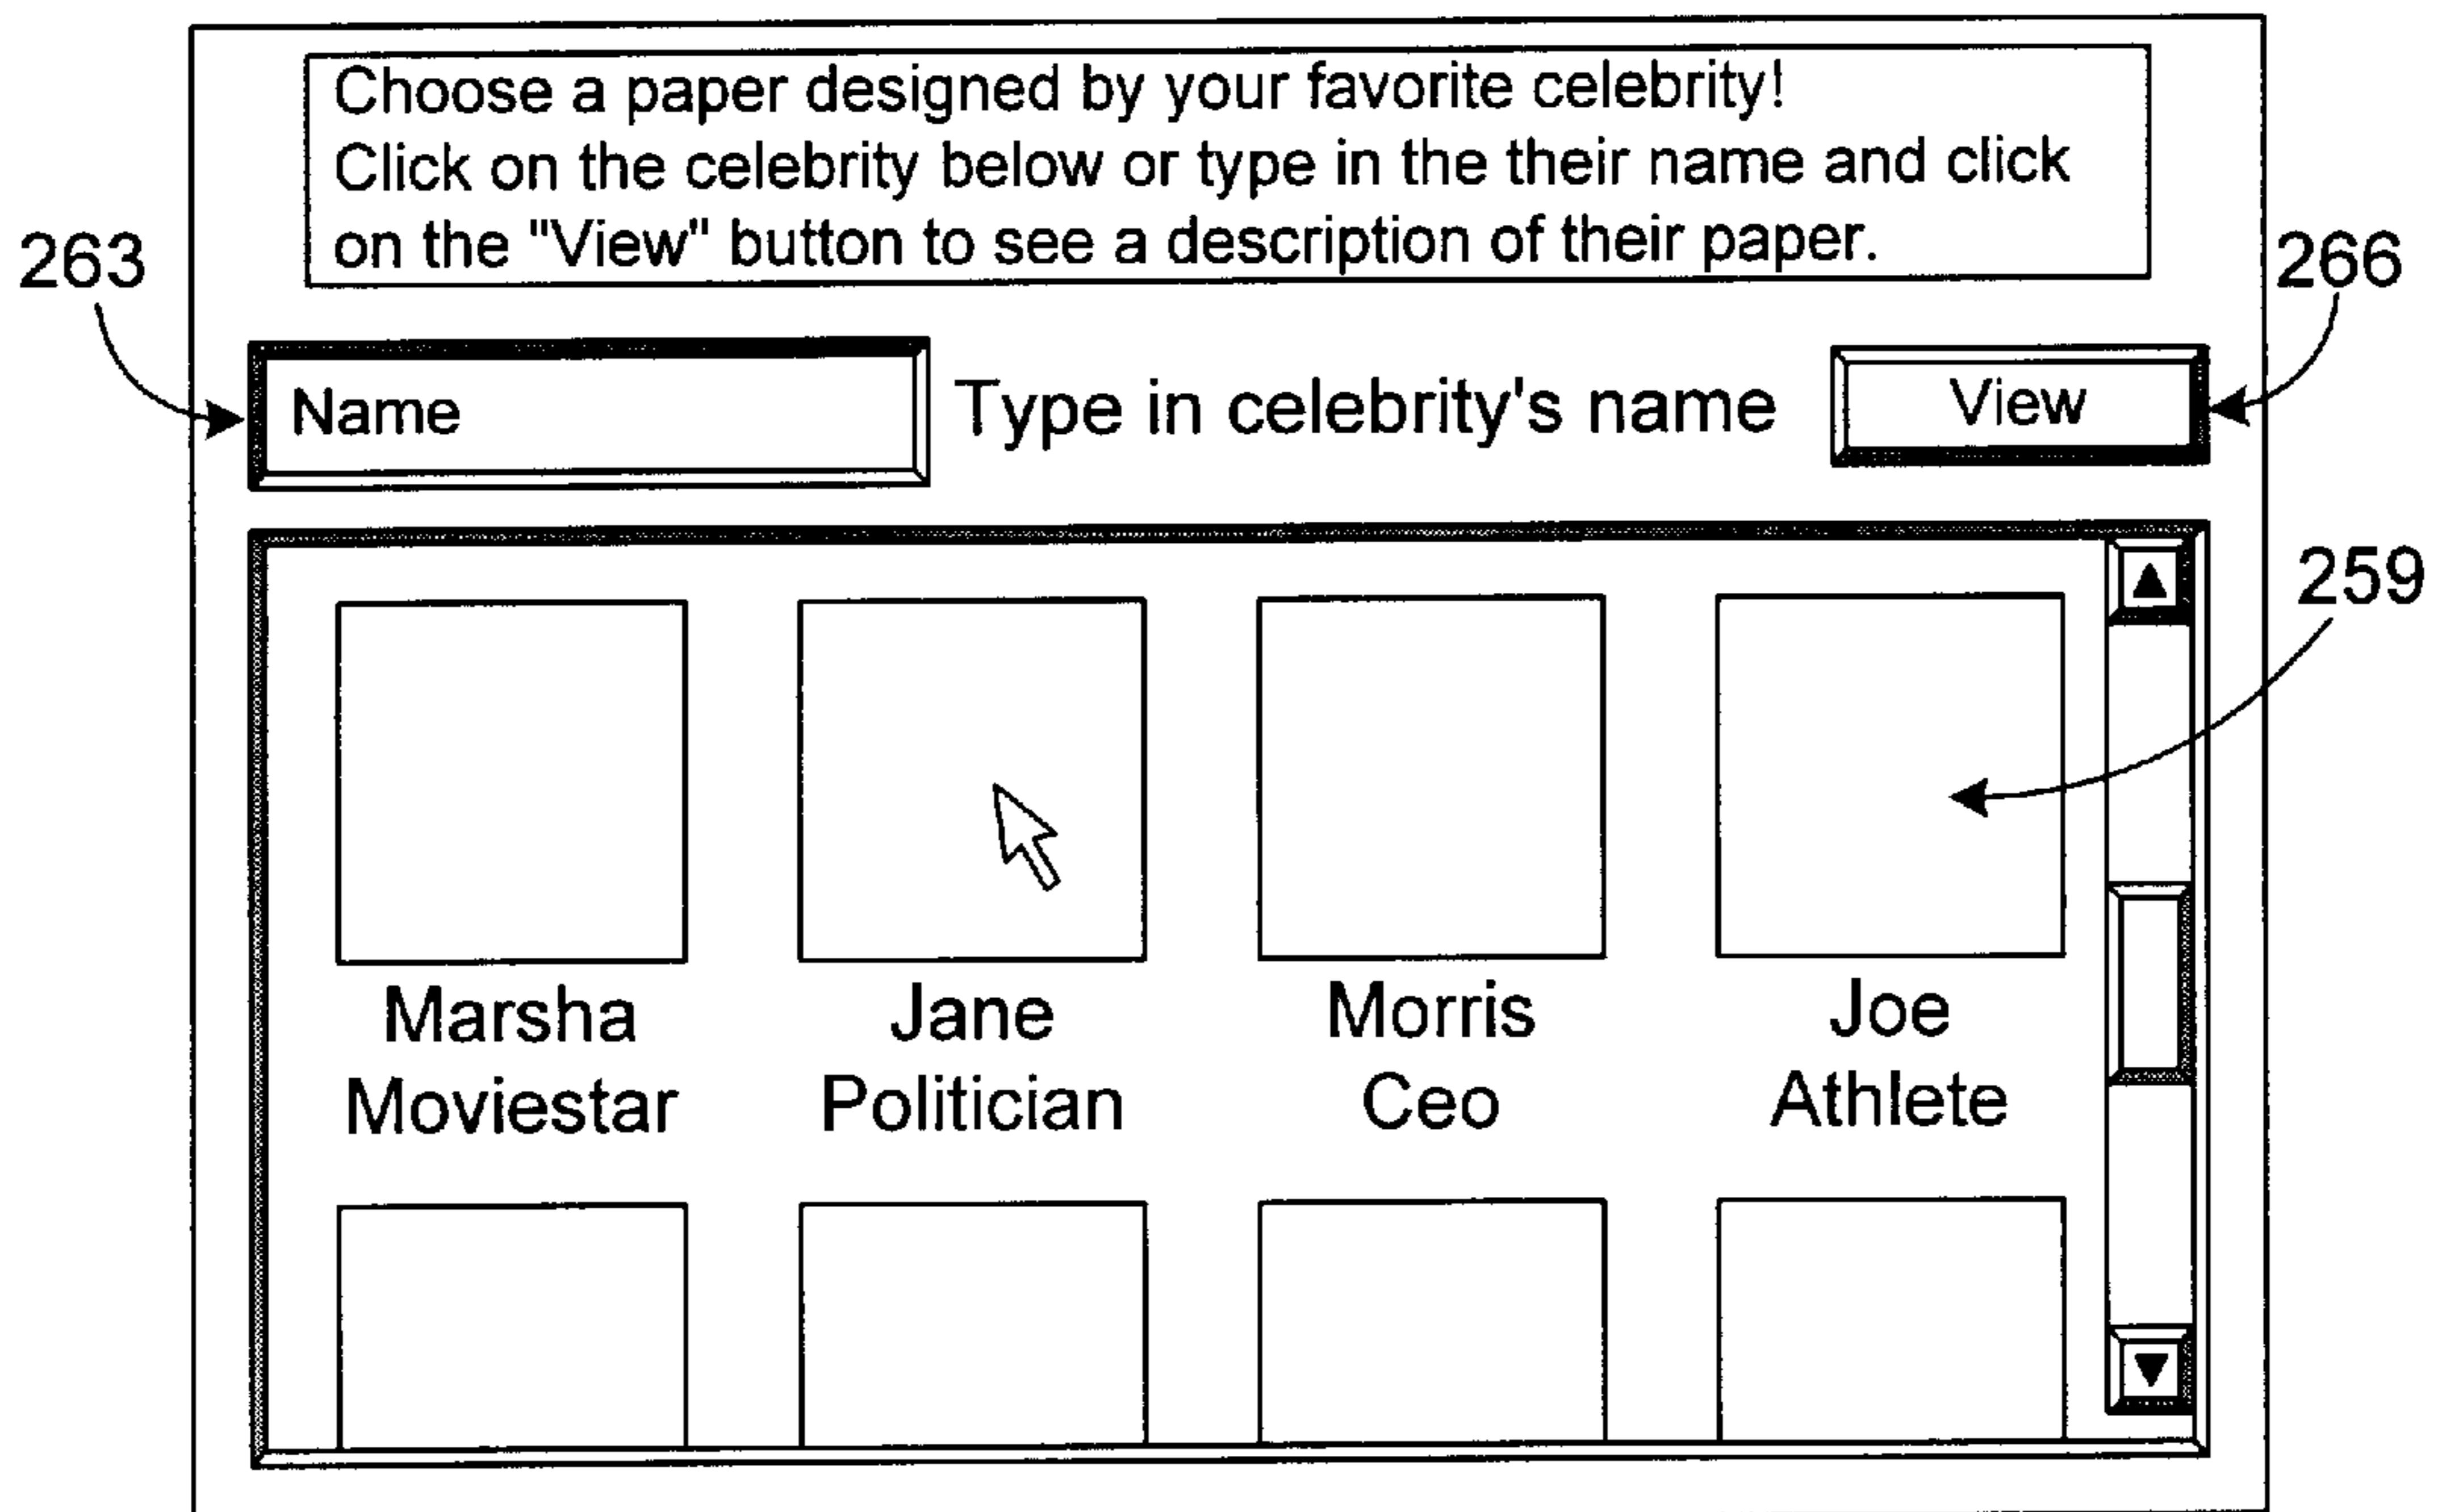 Choose a paper designed by your favorite celebrity!
Click on the celebrity below or type in the their name and click
on the "View" button to see a description of their paper.
263
266
Name
Type in celebrity's name
View
259
Marsha
Moviestar
Jane
Politician
Morris
Ceo
Joe
Athlete